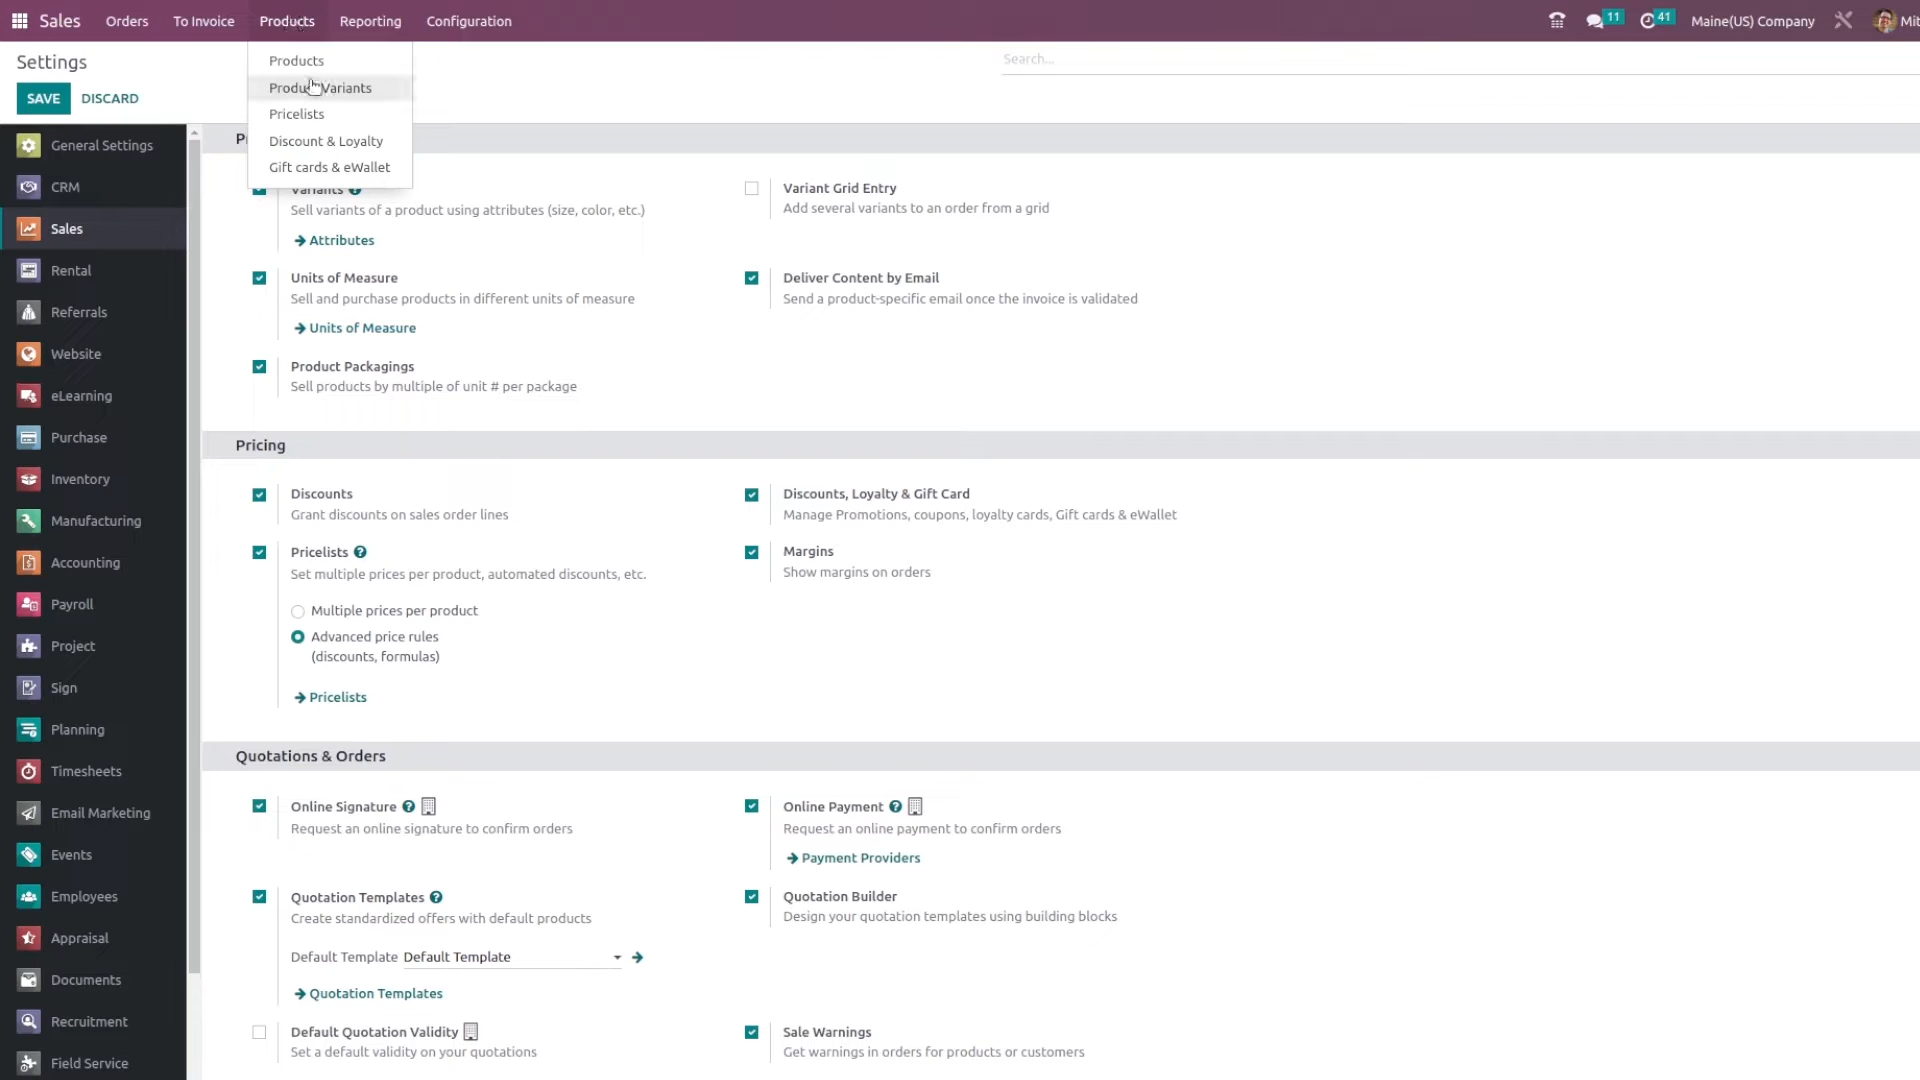 Sales Orders To Invoice Products Reporting Configuration 11 41 Maine(US) Company Mit
Settings
Search...
SAVE DISCARD
Products
Pricelists
Discount & Loyalty
Gift cards & eWallet
General Settings
CRM
Sales
Rental
Referrals
Website
eLearning
Purchase
Inventory
Manufacturing
Accounting
Payroll
Project
Sign
Planning
Timesheets
Email Marketing
Events
Employees
Appraisal
Documents
Recruitment
Field Service
Variants
Sell variants of a product using attributes (size, color, etc.)
Attributes
Variant Grid Entry
Add several variants to an order from a grid
Units of Measure
Sell and purchase products in different units of measure
Units of Measure
Deliver Content by Email
Send a product-specific email once the invoice is validated
Product Packagings
Sell products by multiple of unit # per package
Pricing
Discounts
Grant discounts on sales order lines
Discounts, Loyalty & Gift Card
Manage Promotions, coupons, loyalty cards, Gift cards & eWallet
Pricelists
Set multiple prices per product, automated discounts, etc.
Multiple prices per product
Advanced price rules
(discounts, formulas)
Pricelists
Margins
Show margins on orders
Quotations & Orders
Online Signature
Request an online signature to confirm orders
Online Payment
Request an online payment to confirm orders
Payment Providers
Quotation Templates
Create standardized offers with default products
Default Template Default Template
Quotation Templates
Quotation Builder
Design your quotation templates using building blocks
Default Quotation Validity
Set a default validity on your quotations
Sale Warnings
Get warnings in orders for products or customers